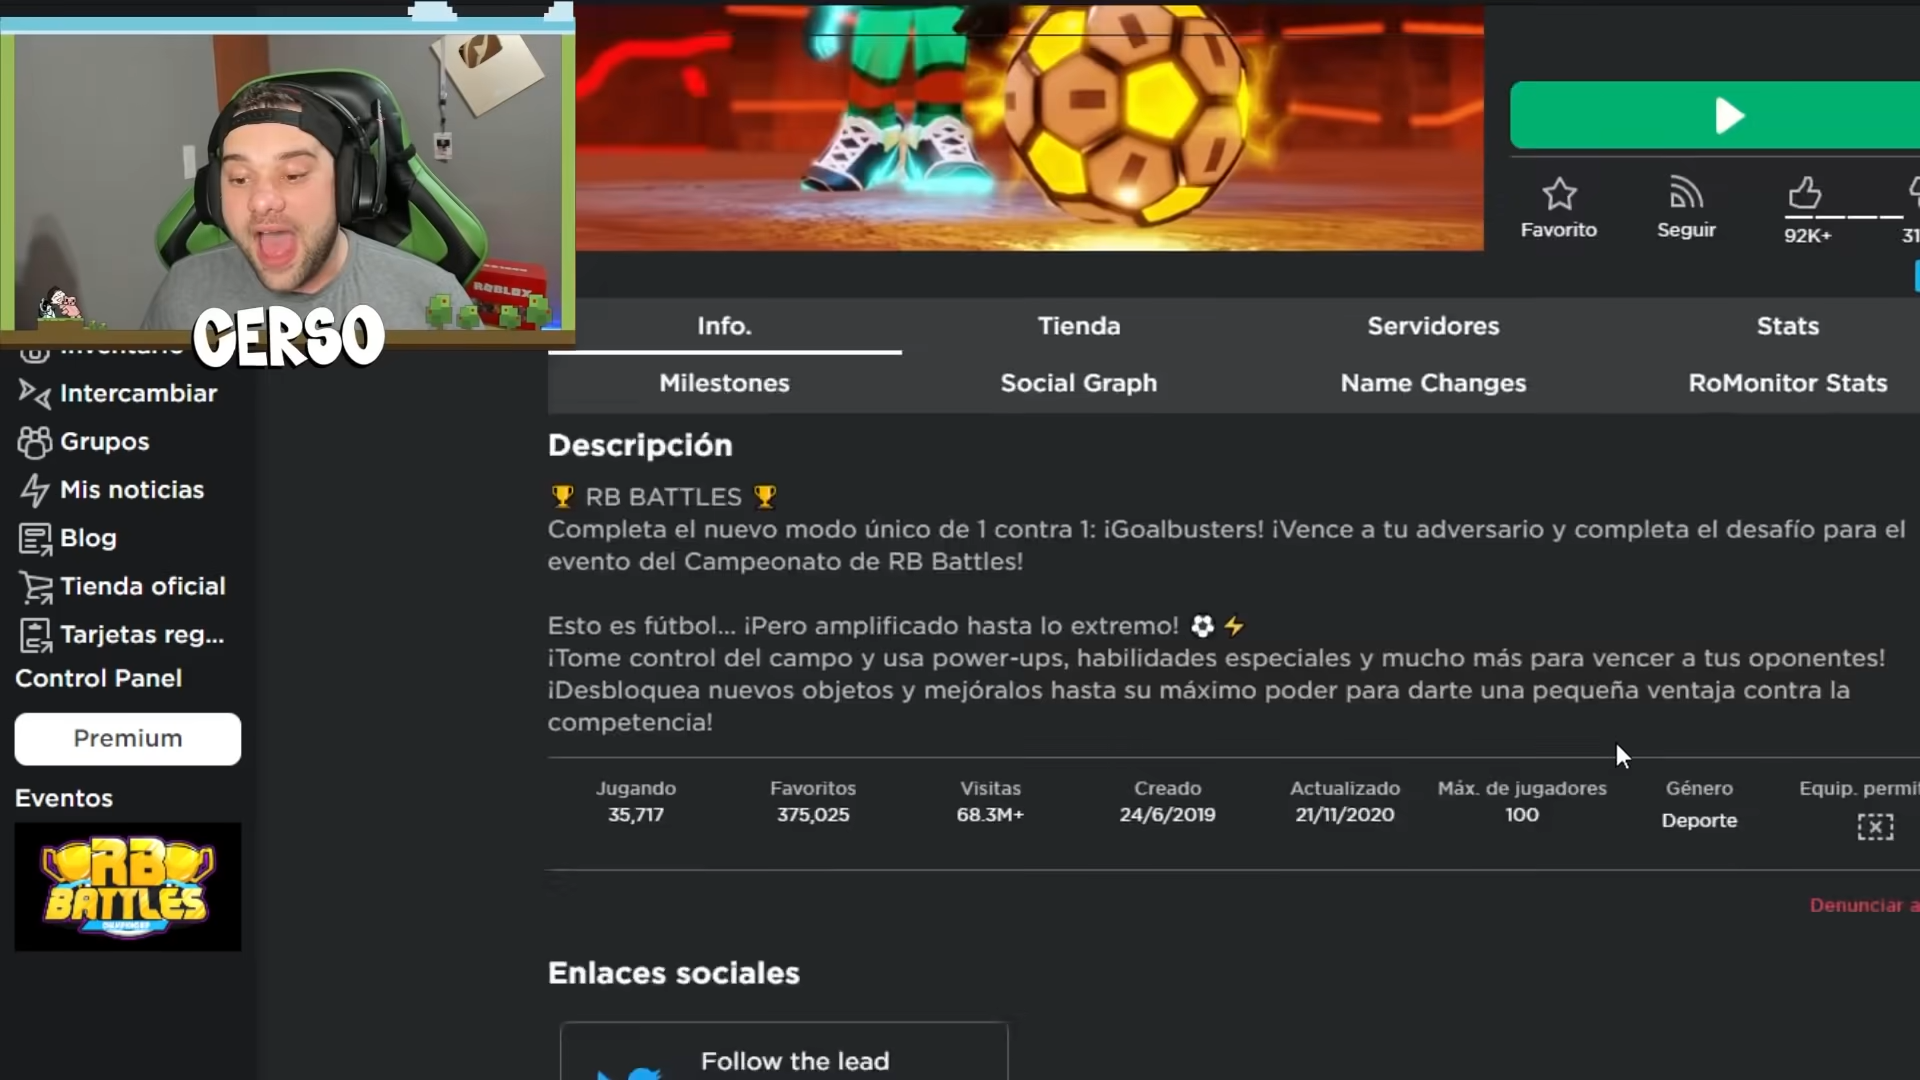 ROBLOX
CERSO
Inventario
Intercambiar
Grupos
Mis noticias
Blog
Tienda oficial
Tarjetas reg...
Control Panel
Premium
Eventos
RB
BATTLES
CHAMPIONSHIP
Favorito
Seguir
92K+
Info.
Tienda
Servidores
Stats
Milestones
Social Graph
Name Changes
RoMonitor Stats
Descripción
🏆 RB BATTLES 🏆
Completa el nuevo modo único de 1 contra 1: ¡Goalbusters! ¡Vence a tu adversario y completa el desafío para el
evento del Campeonato de RB Battles!
Esto es fútbol... ¡Pero amplificado hasta lo extremo! ⚽⚡
¡Tome control del campo y usa power-ups, habilidades especiales y mucho más para vencer a tus oponentes!
¡Desbloquea nuevos objetos y mejóralos hasta su máximo poder para darte una pequeña ventaja contra la
competencia!
Jugando
35,717
Favoritos
375,025
Visitas
68.3M+
Creado
24/6/2019
Actualizado
21/11/2020
Máx. de jugadores
100
Género
Deporte
Equip. permi
Denunciar a
Enlaces sociales
Follow the lead